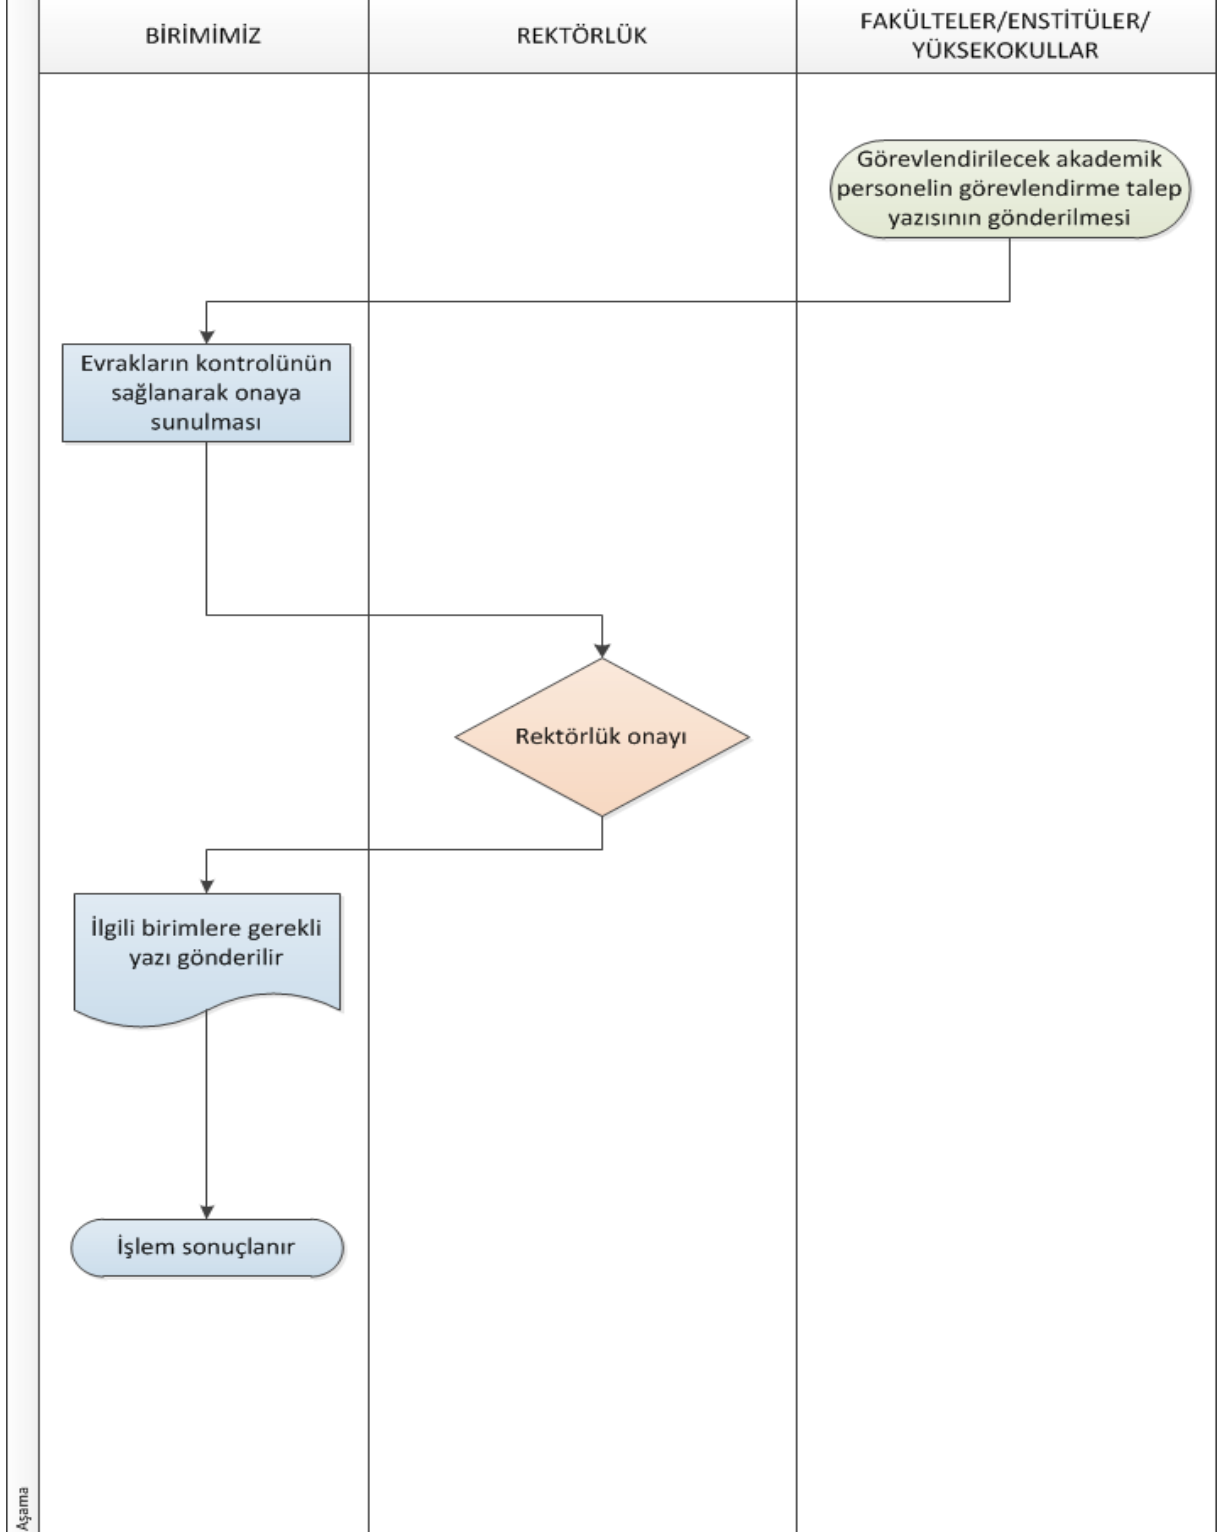 BİRİMİMİZ
REKTÖRLÜK
FAKÜLTELER/ENSTİTÜLER/
YÜKSEKOKULLAR
Görevlendirilecek akademik
personelin görevlendirme talep
yazısının gönderilmesi
Evrakların kontrolünün
sağlanarak onaya
sunulması
Rektörlük onayı
İlgili birimlere gerekli
yazı gönderilir
İşlem sonuçlanır
Aşama